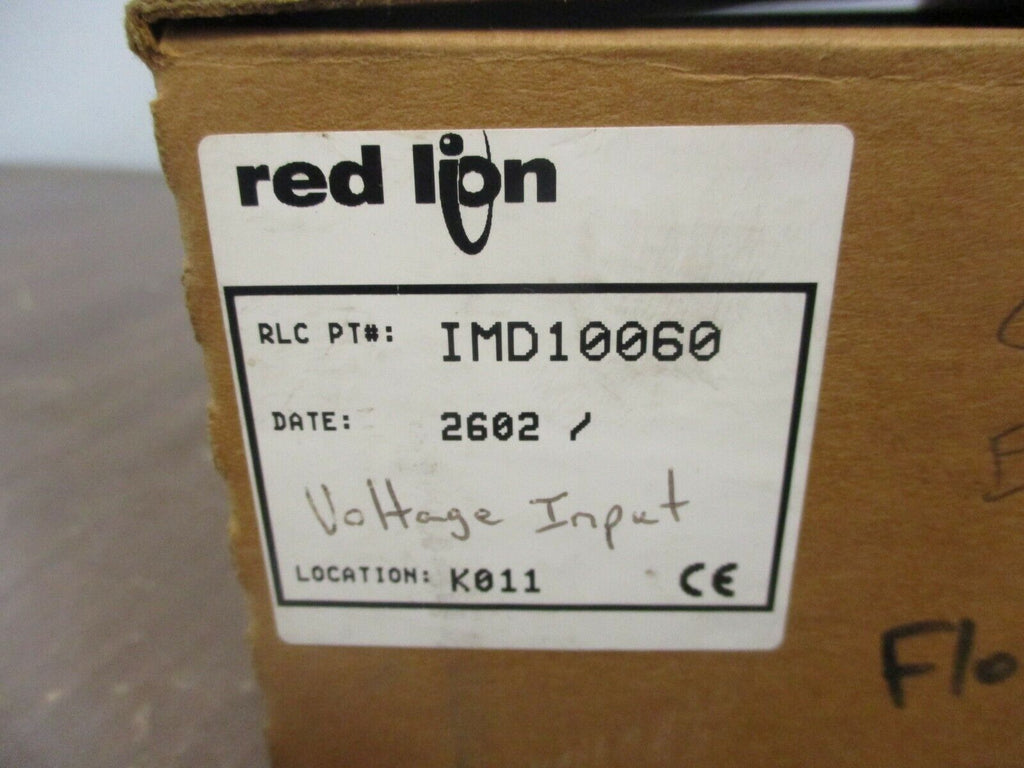 red lion
RLC PT#: IMD10060
DATE: 2602 /
Voltage Input
LOCATION: K011 CE
Flo